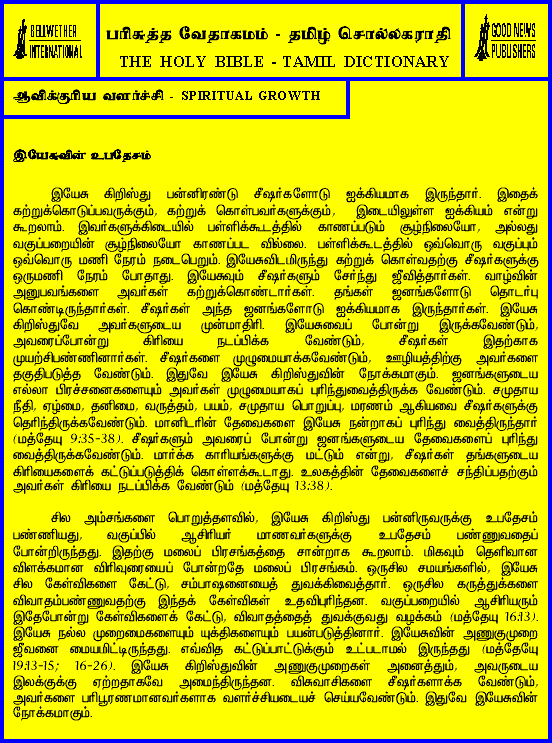 BELLWETHER
INTERNATIONAL
பரிசுத்த வேதாகமம் - தமிழ் சொல்லகராதி
THE HOLY BIBLE - TAMIL DICTIONARY
GOOD NEWS
PUBLISHERS
ஆவிக்குரிய வளர்ச்சி - SPIRITUAL GROWTH
இயேசுவின் உபதேசம்
இயேசு கிறிஸ்து பன்னிரண்டு சீஷர்களோடு ஐக்கியமாக இருந்தார். இதைக்
கற்றுக்கொடுப்பவருக்கும், கற்றுக் கொள்பவர்களுக்கும், இடையிலுள்ள ஐக்கியம் என்று
கூறலாம். இவர்களுக்கிடையில் பள்ளிக்கூடத்தில் காணப்படும் சூழ்நிலையோ, அல்லது
வகுப்பறையின் சூழ்நிலையோ காணப்பட வில்லை. பள்ளிக்கூடத்தில் ஒவ்வொரு வகுப்பும்
ஒவ்வொரு மணி நேரம் நடைபெறும். இயேசுவிடமிருந்து கற்றுக் கொள்வதற்கு சீஷர்களுக்கு
ஒருமணி நேரம் போதாது. இயேசுவும் சீஷர்களும் சேர்ந்து ஜீவித்தார்கள். வாழ்வின்
அனுபவங்களை அவர்கள் கற்றுக்கொண்டார்கள். தங்கள் ஜனங்களோடு தொடர்பு
கொண்டிருந்தார்கள். சீஷர்கள் அந்த ஜனங்களோடு ஐக்கியமாக இருந்தார்கள். இயேசு
கிறிஸ்துவே அவர்களுடைய முன்மாதிரி. இயேசுவைப் போன்று இருக்கவேண்டும்,
அவரைப்போன்று கிரியை நடப்பிக்க வேண்டும், சீஷர்கள் இதற்காக
முயற்சிபண்ணினார்கள். சீஷர்களை முழுமையாக்கவேண்டும், ஊழியத்திற்கு அவர்களை
தகுதிபடுத்த வேண்டும். இதுவே இயேசு கிறிஸ்துவின் நோக்கமாகும். ஜனங்களுடைய
எல்லா பிரச்சனைகளையும் அவர்கள் முழுமையாகப் புரிந்துவைத்திருக்க வேண்டும். சமுதாய
நீதி, ஏழ்மை, தனிமை, வருத்தம், பயம், சமுதாய பொறுப்பு, மரணம் ஆகியவை சீஷர்களுக்கு
தெரிந்திருக்கவேண்டும். மானிடரின் தேவைகளை இயேசு நன்றாகப் புரிந்து வைத்திருந்தார்
(மத்தேயு 9:35-38). சீஷர்களும் அவரைப் போன்று ஜனங்களுடைய தேவைகளைப் புரிந்து
வைத்திருக்கவேண்டும். மார்க்க காரியங்களுக்கு மட்டும் என்று, சீஷர்கள் தங்களுடைய
கிரியைகளைக் கட்டுப்படுத்திக் கொள்ளக்கூடாது. உலகத்தின் தேவைகளைச் சந்திப்பதற்கும்
அவர்கள் கிரியை நடப்பிக்க வேண்டும் (மத்தேயு 13:38).
சில அம்சங்களை பொறுத்தளவில், இயேசு கிறிஸ்து பன்னிருவருக்கு உபதேசம்
பண்ணியது, வகுப்பில் ஆசிரியர் மாணவர்களுக்கு உபதேசம் பண்ணுவதைப்
போன்றிருந்தது. இதற்கு மலைப் பிரசங்கத்தை சான்றாக கூறலாம். மிகவும் தெளிவான
விளக்கமான விரிவுரையைப் போன்றதே மலைப் பிரசங்கம். ஒருசில சமயங்களில், இயேசு
சில கேள்விகளை கேட்டு, சம்பாஷனையைத் துவக்கிவைத்தார். ஒருசில கருத்துக்களை
விவாதம்பண்ணுவதற்கு இந்தக் கேள்விகள் உதவிபுரிந்தன. வகுப்பறையில் ஆசிரியரும்
இதேபோன்று கேள்விகளைக் கேட்டு, விவாதத்தைத் துவக்குவது வழக்கம் (மத்தேயு 16:13).
இயேசு நல்ல முறைமைகளையும் யுக்திகளையும் பயன்படுத்தினார். இயேசுவின் அணுகுமுறை
ஜீவனை மையமிட்டிருந்தது. எவ்வித கட்டுப்பாட்டுக்கும் உட்படாமல் இருந்தது (மத்தேயேு
19:13-15; 16-26). இயேசு கிறிஸ்துவின் அணுகுமுறைகள் அனைத்தும், அவருடைய
இலக்குக்கு ஏற்றதாகவே அமைந்திருந்தன. விசுவாசிகளை சீஷர்களாக்க வேண்டும்,
அவர்களை பரிபூரணமானவர்களாக வளர்ச்சியடையச் செய்யவேண்டும். இதுவே இயேசுவின்
நோக்கமாகும்.